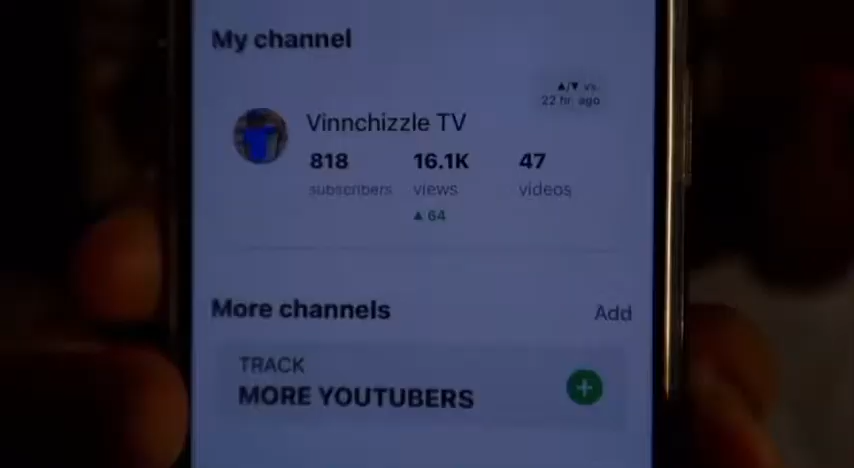 My channel
▲/▼ vs.
22 hr. ago
Vinnchizzle TV
818 16.1K 47
subscribers views videos
▲ 64
More channels Add
TRACK
MORE YOUTUBERS